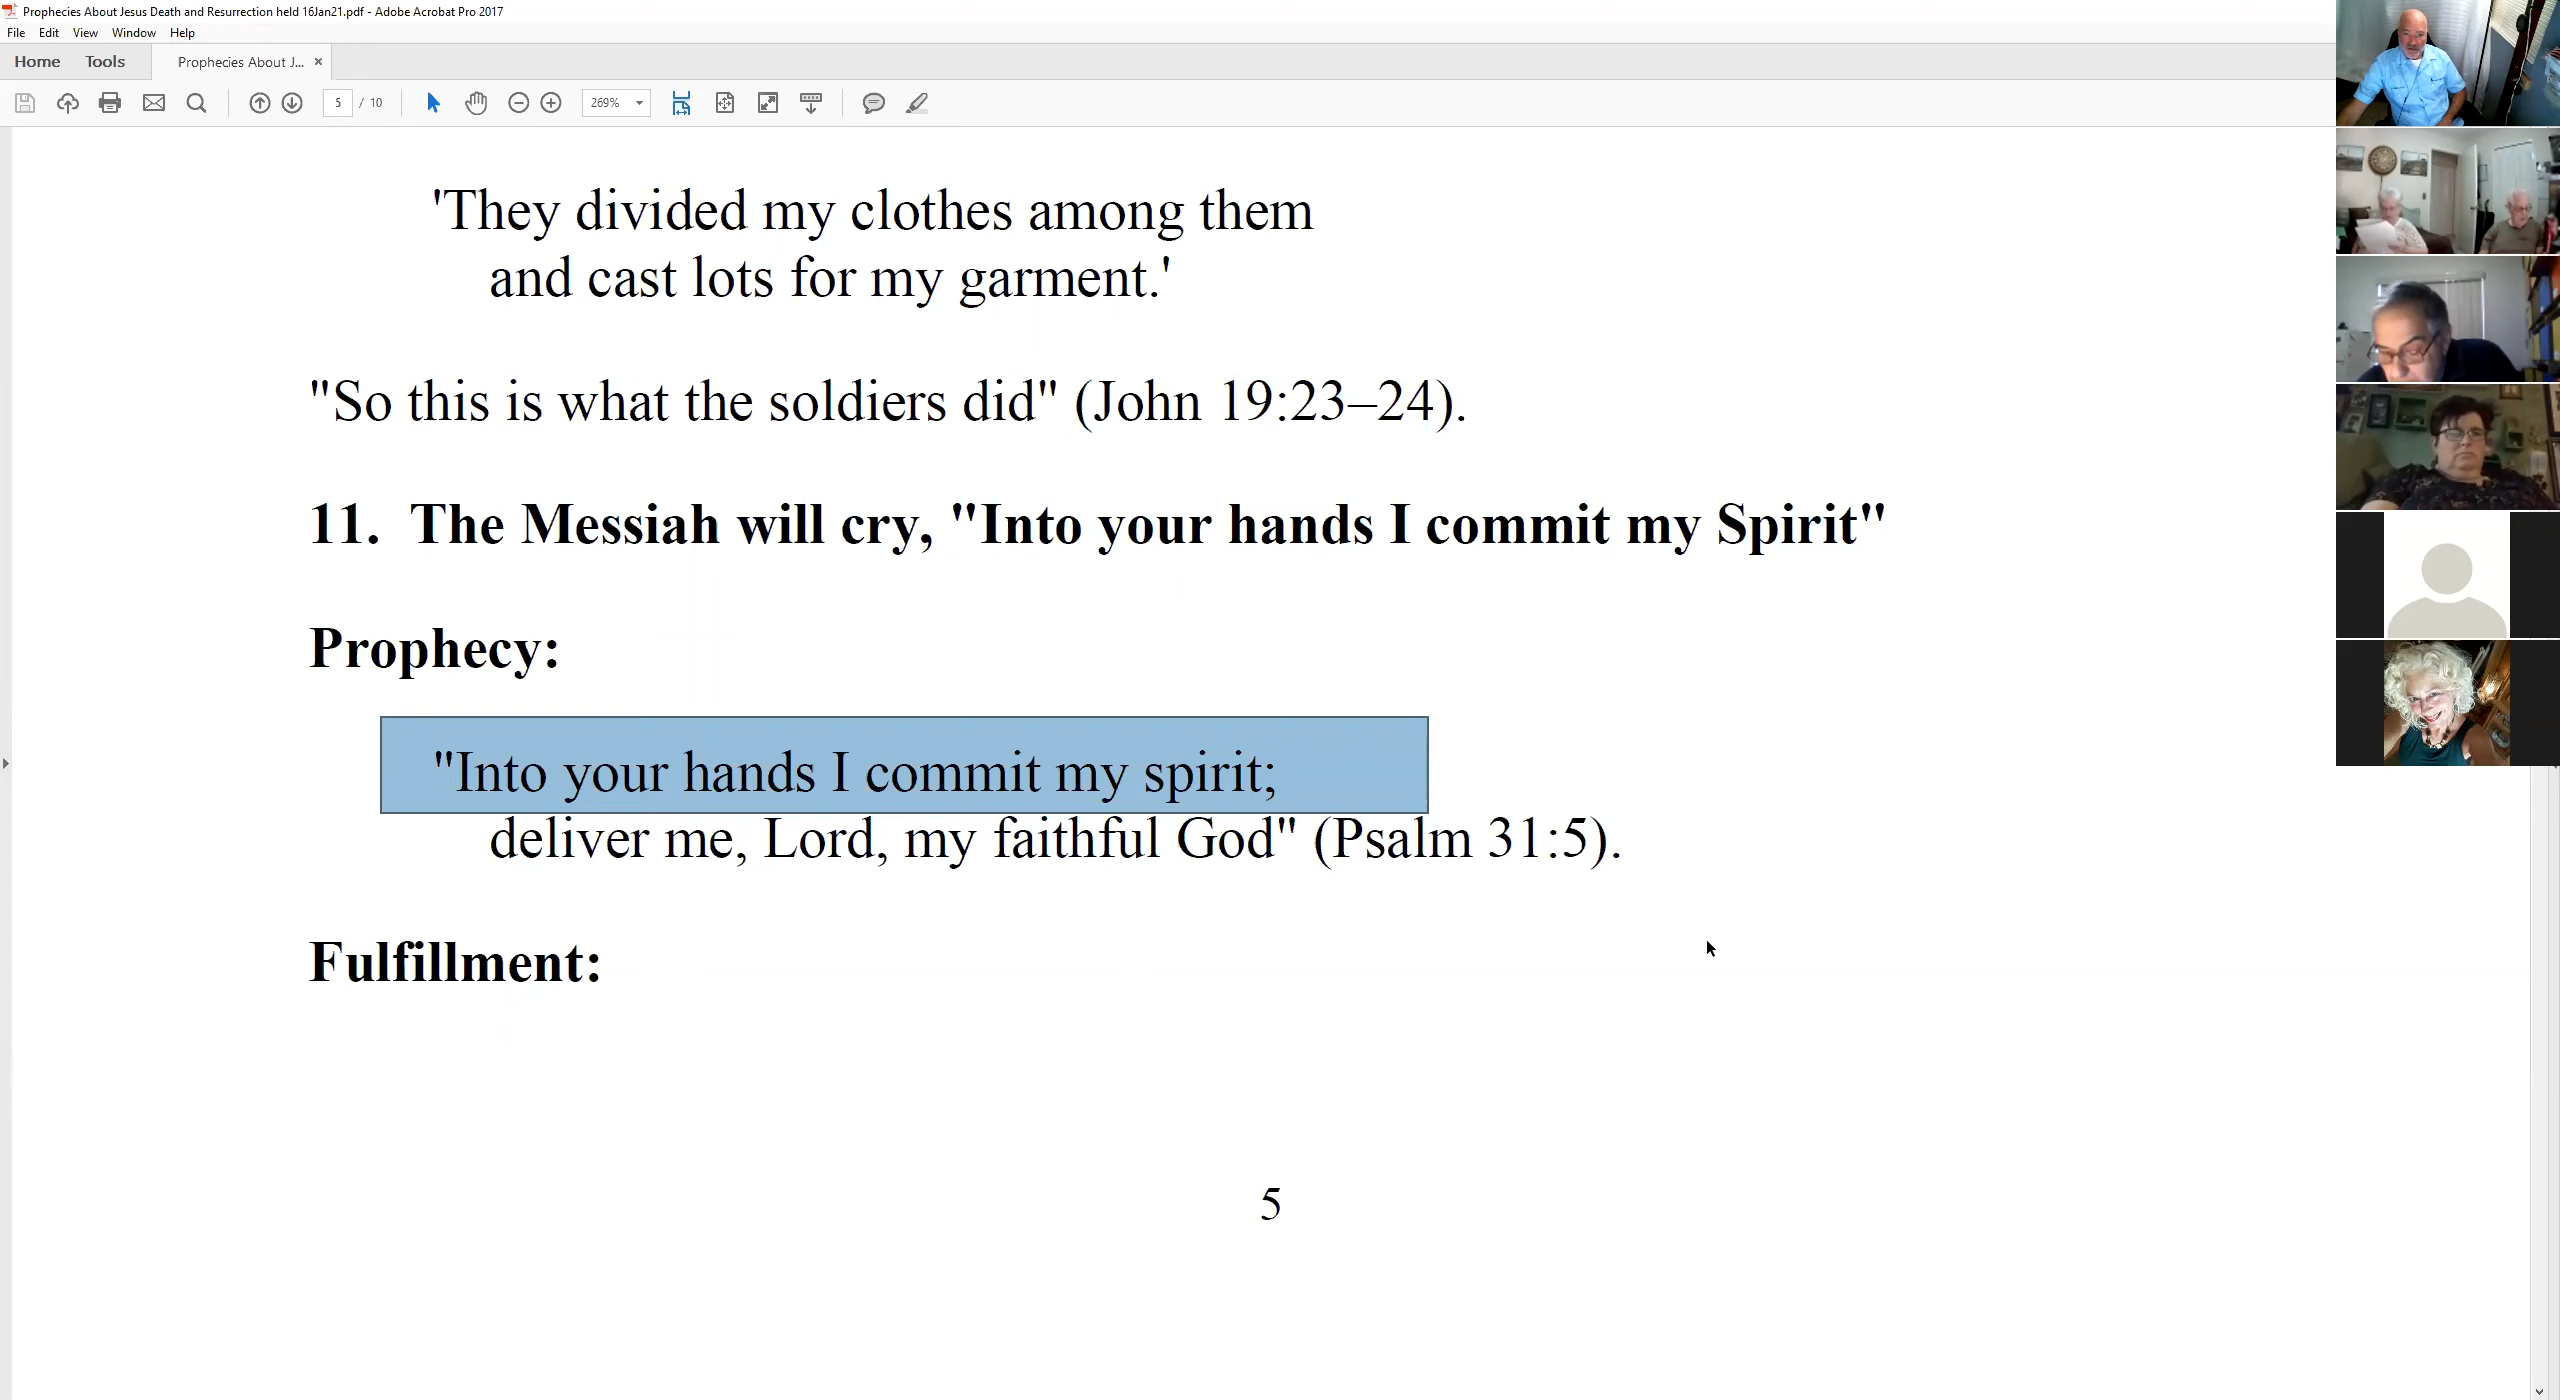 Prophecies About Jesus Death and Resurrection held 16Jan21.pdf - Adobe Acrobat Pro 2017
File Edit View Window Help
Home Tools Prophecies About J... ×
5 / 10 269%
'They divided my clothes among them
and cast lots for my garment.'
"So this is what the soldiers did" (John 19:23–24).
11. The Messiah will cry, "Into your hands I commit my Spirit"
Prophecy:
"Into your hands I commit my spirit;
deliver me, Lord, my faithful God" (Psalm 31:5).
Fulfillment:
5